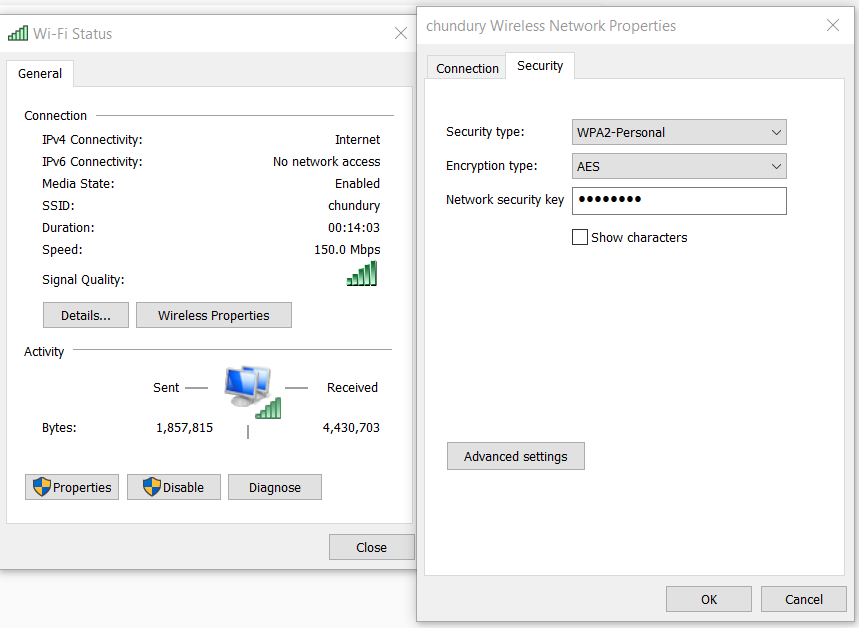 Wi-Fi Status
General
Connection
IPv4 Connectivity: Internet
IPv6 Connectivity: No network access
Media State: Enabled
SSID: chundury
Duration: 00:14:03
Speed: 150.0 Mbps
Signal Quality:
Details... Wireless Properties
Activity
Sent Received
Bytes: 1,857,815 4,430,703
Properties Disable Diagnose
Close
chundury Wireless Network Properties
Connection Security
Security type: WPA2-Personal
Encryption type: AES
Network security key ••••••••
Show characters
Advanced settings
OK Cancel